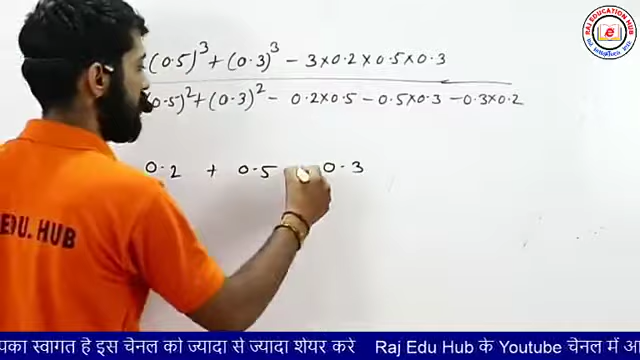 (0.5)³ + (0.3)³ - 3×0.2×0.5×0.3
0.5)² + (0.3)² - 0.2×0.5 - 0.5×0.3 - 0.3×0.2
0.2 + 0.5 0.3
EDU. HUB
RAJ EDUCATION HUB
पका स्वागत है इस चेनल को ज्यादा से ज्यादा शेयर करे Raj Edu Hub के Youtube चेनल में